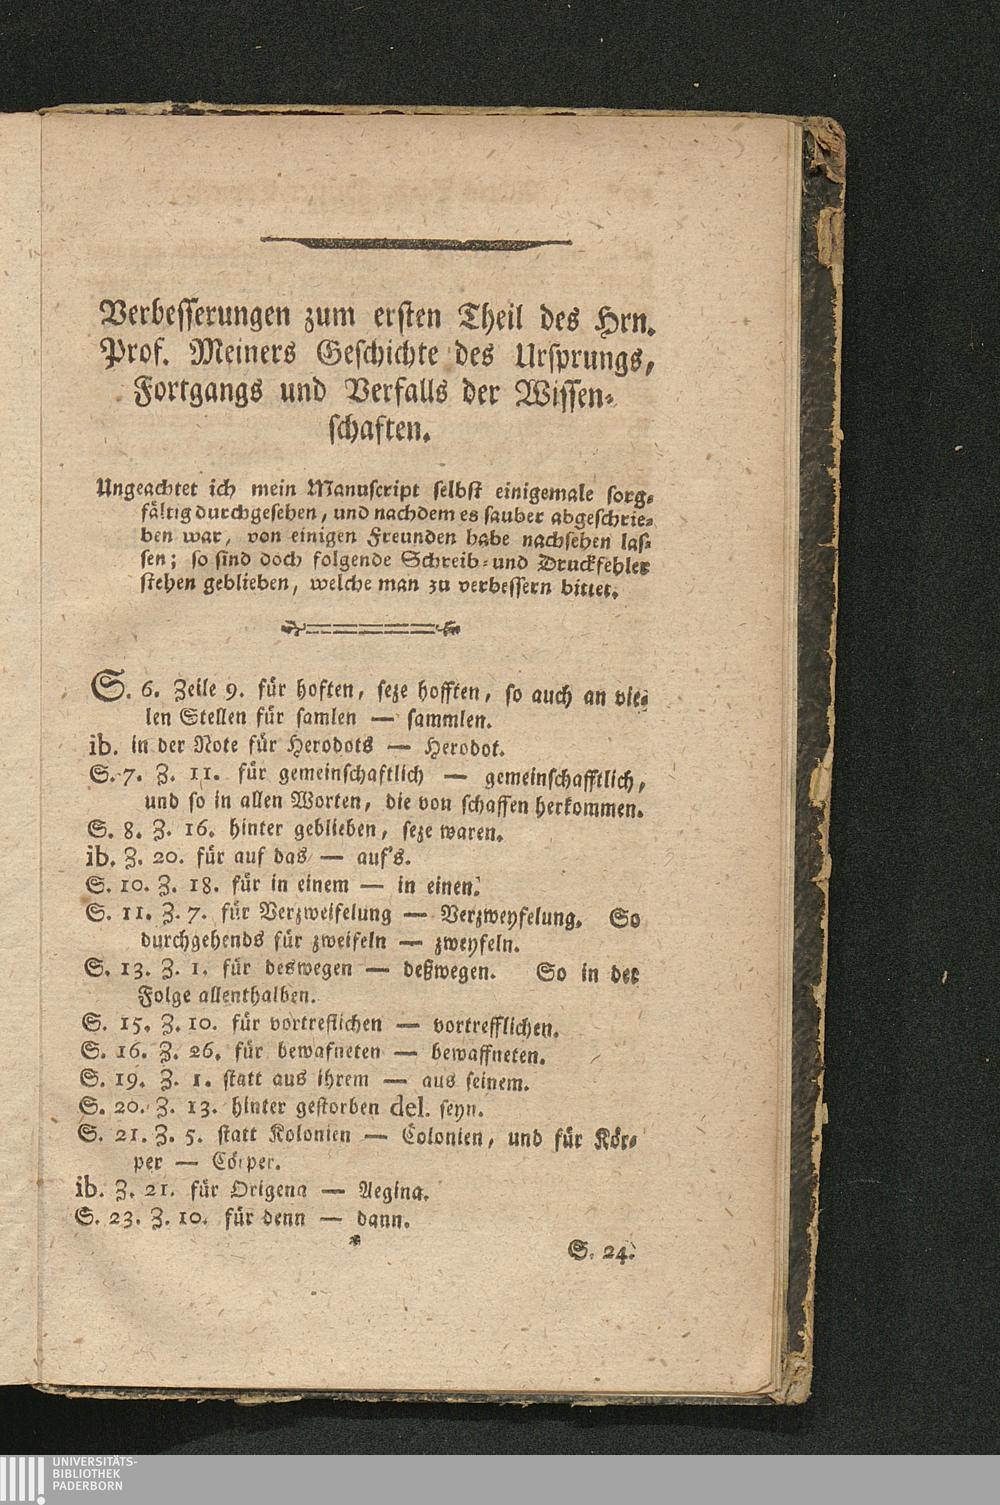 Verbesserungen zum ersten Theil des Hrn.
Prof. Meiners Geschichte des Ursprungs,
Fortgangs und Verfalls der Wissen-
schaften.
Ungeachtet ich mein Manuscript selbst einigemale sorg-
fältig durchgesehen, und nachdem es sauber abgeschrie-
ben war, von einigen Freunden habe nachsehen las-
sen; so sind doch folgende Schreib- und Druckfehler
stehen geblieben, welche man zu verbessern bittet.
S. 6. Zeile 9. für hoften, seze hofften, so auch an vie-
len Stellen für samlen — sammlen.
ib. in der Note für Herodots — Herodot.
S. 7. Z. 11. für gemeinschaftlich — gemeinschafftlich,
und so in allen Worten, die von schaffen herkommen.
S. 8. Z. 16. hinter geblieben, seze waren.
ib. Z. 20. für auf das — auf's.
S. 10. Z. 18. für in einem — in einen.
S. 11. Z. 7. für Verzweifelung — Verzweyfelung. So
durchgehends für zweifeln — zweyfeln.
S. 13. Z. 1. für deswegen — deßwegen. So in der
Folge allenthalben.
S. 15. Z. 10. für vortreflichen — vortrefflichen.
S. 16. Z. 26. für bewafneten — bewaffneten.
S. 19. Z. 1. statt aus ihrem — aus seinem.
S. 20. Z. 13. hinter gestorben del. seyn.
S. 21. Z. 5. statt Kolonien — Colonien, und für Kör-
per — Cörper.
ib. Z. 21. für Origena — Aegina.
S. 23. Z. 10. für denn — dann.
*
S. 24.
UNIVERSITÄTS-
BIBLIOTHEK
PADERBORN